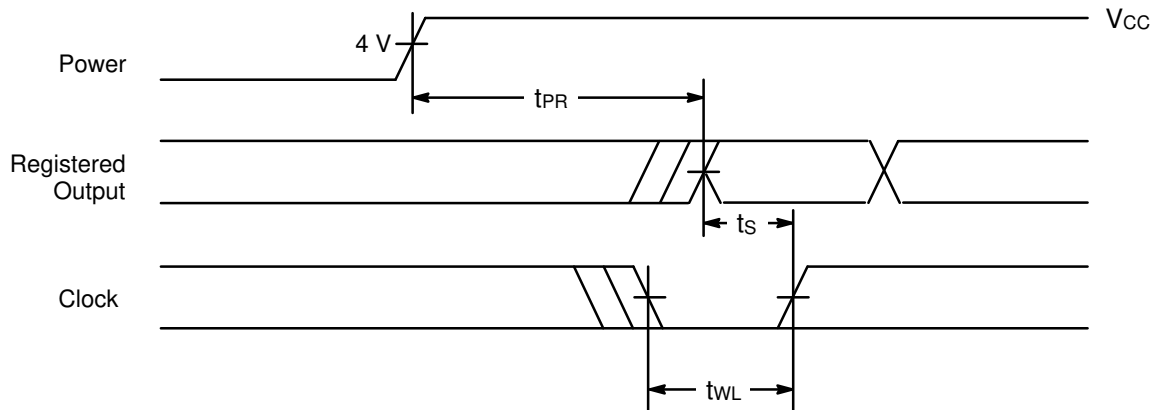 VCC
4 V
Power
tPR
Registered
Output
tS
Clock
tWL